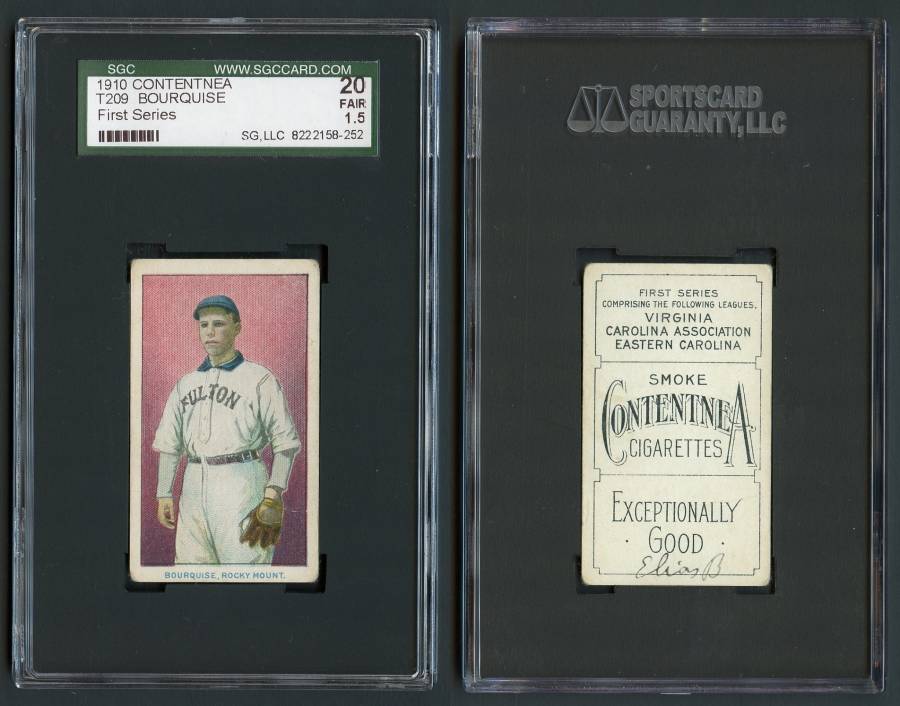 SGC WWW.SGCCARD.COM
1910 CONTENTNEA 20
T209 BOURQUISE FAIR
First Series 1.5
SG, LLC 8222158-252
FULTON
BOURQUISE, ROCKY MOUNT.
SPORTSCARD
GUARANTY, LLC
FIRST SERIES
COMPRISING THE FOLLOWING LEAGUES.
VIRGINIA
CAROLINA ASSOCIATION
EASTERN CAROLINA
SMOKE
CONTENTNEA
CIGARETTES
EXCEPTIONALLY
· GOOD ·
Elias B